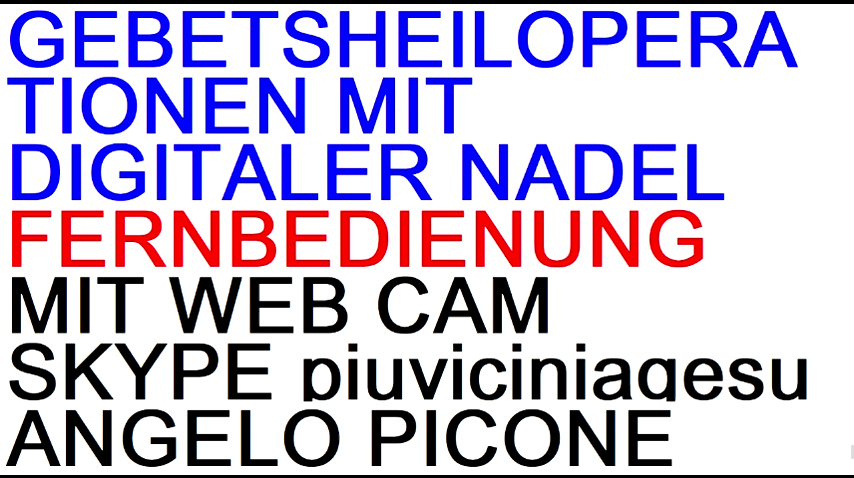 GEBETSHEILOPERA
TIONEN MIT
DIGITALER NADEL
FERNBEDIENUNG
MIT WEB CAM
SKYPE piuviciniagesu
ANGELO PICONE